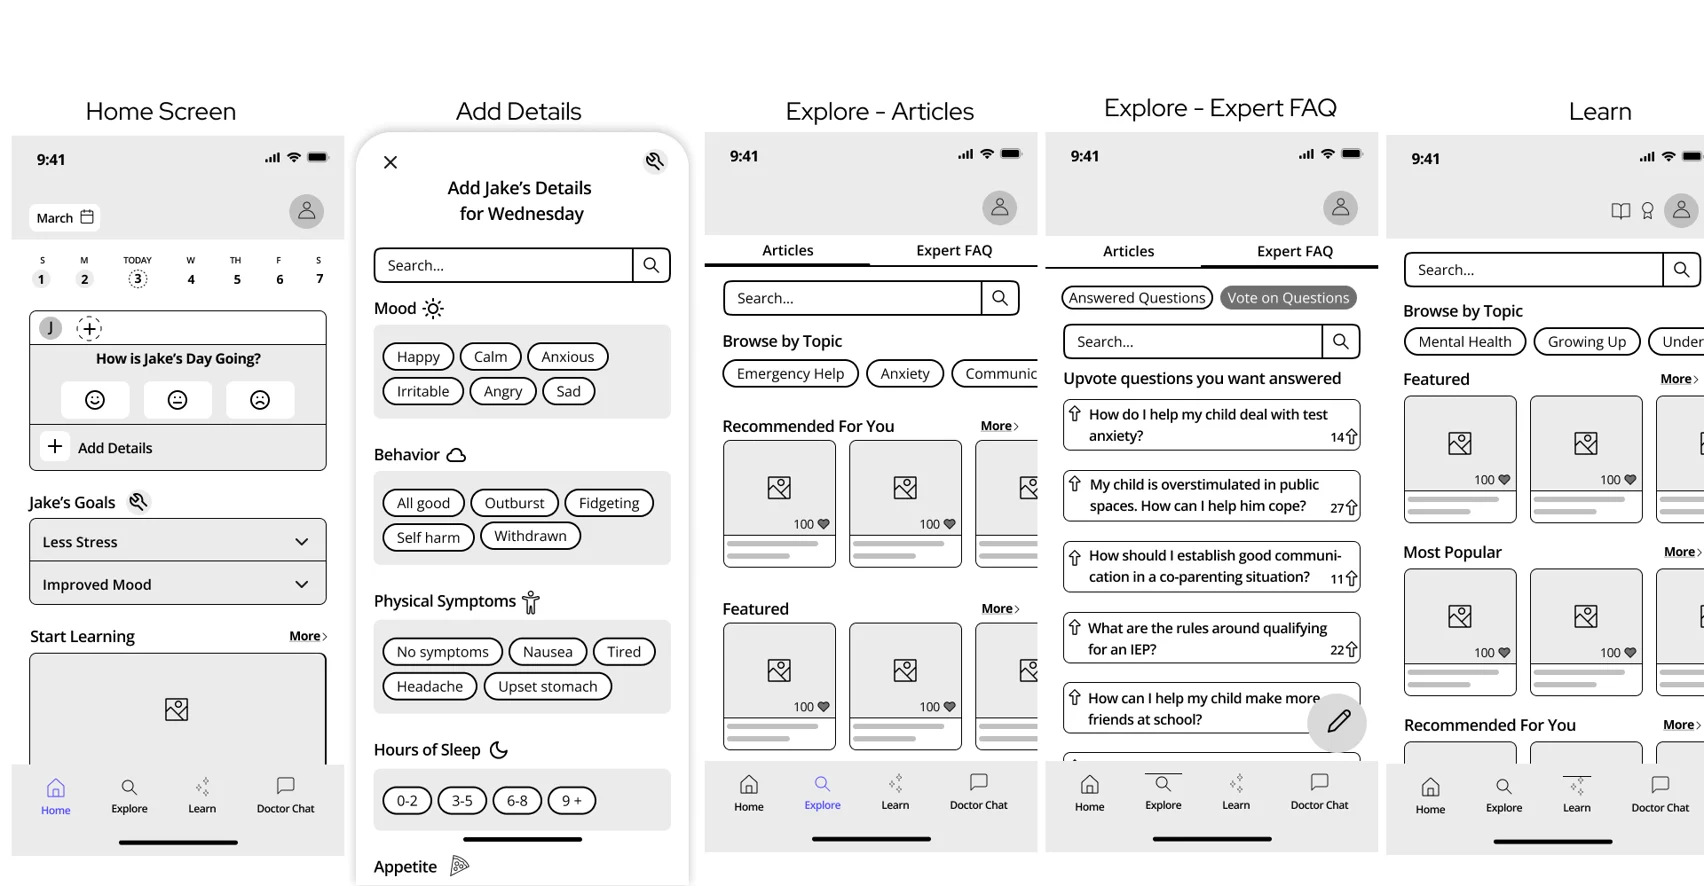 Home Screen
9:41
March
S M TODAY W TH F S
1 2 3 4 5 6 7
J
How is Jake's Day Going?
Add Details
Jake's Goals
Less Stress
Improved Mood
Start Learning More
Home Explore Learn Doctor Chat
Add Details
Add Jake's Details
for Wednesday
Search...
Mood
Happy Calm Anxious
Irritable Angry Sad
Behavior
All good Outburst Fidgeting
Self harm Withdrawn
Physical Symptoms
No symptoms Nausea Tired
Headache Upset stomach
Hours of Sleep
0-2 3-5 6-8 9 +
Appetite
Explore - Articles
9:41
Articles Expert FAQ
Search...
Browse by Topic
Emergency Help Anxiety Communic
Recommended For You More
100 100
Featured More
100 100
Home Explore Learn Doctor Chat
Explore - Expert FAQ
9:41
Articles Expert FAQ
Answered Questions Vote on Questions
Search...
Upvote questions you want answered
How do I help my child deal with test
anxiety? 14
My child is overstimulated in public
spaces. How can I help him cope? 27
How should I establish good communi-
cation in a co-parenting situation? 11
What are the rules around qualifying
for an IEP? 22
How can I help my child make more
friends at school?
Home Explore Learn Doctor Chat
Learn
9:41
Search...
Browse by Topic
Mental Health Growing Up Under
Featured More
100 100
Most Popular More
100 100
Recommended For You More
Home Explore Learn Doctor Chat